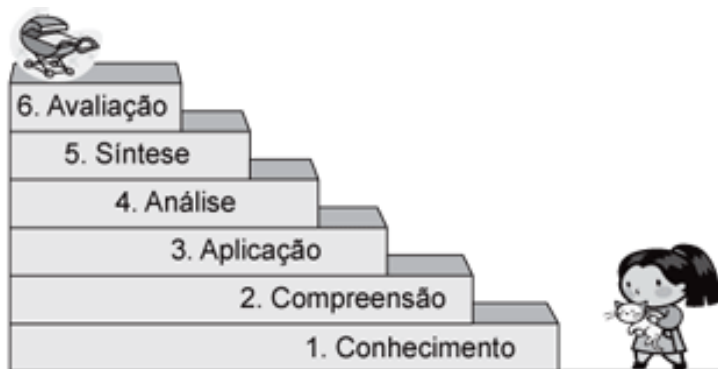 6. Avaliação
5. Síntese
4. Análise
3. Aplicação
2. Compreensão
1. Conhecimento